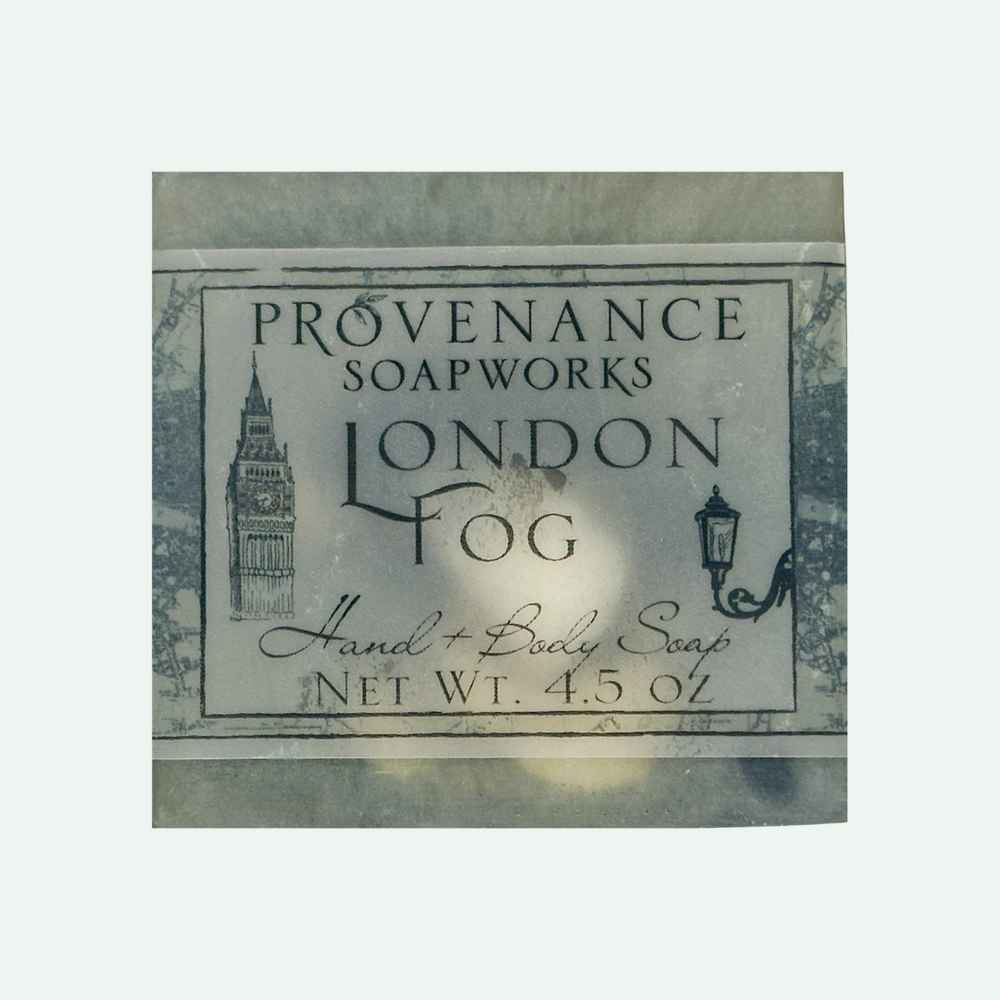 PROVENANCE
SOAPWORKS
LONDON
FOG
Hand + Body Soap
NET WT. 4.5 OZ